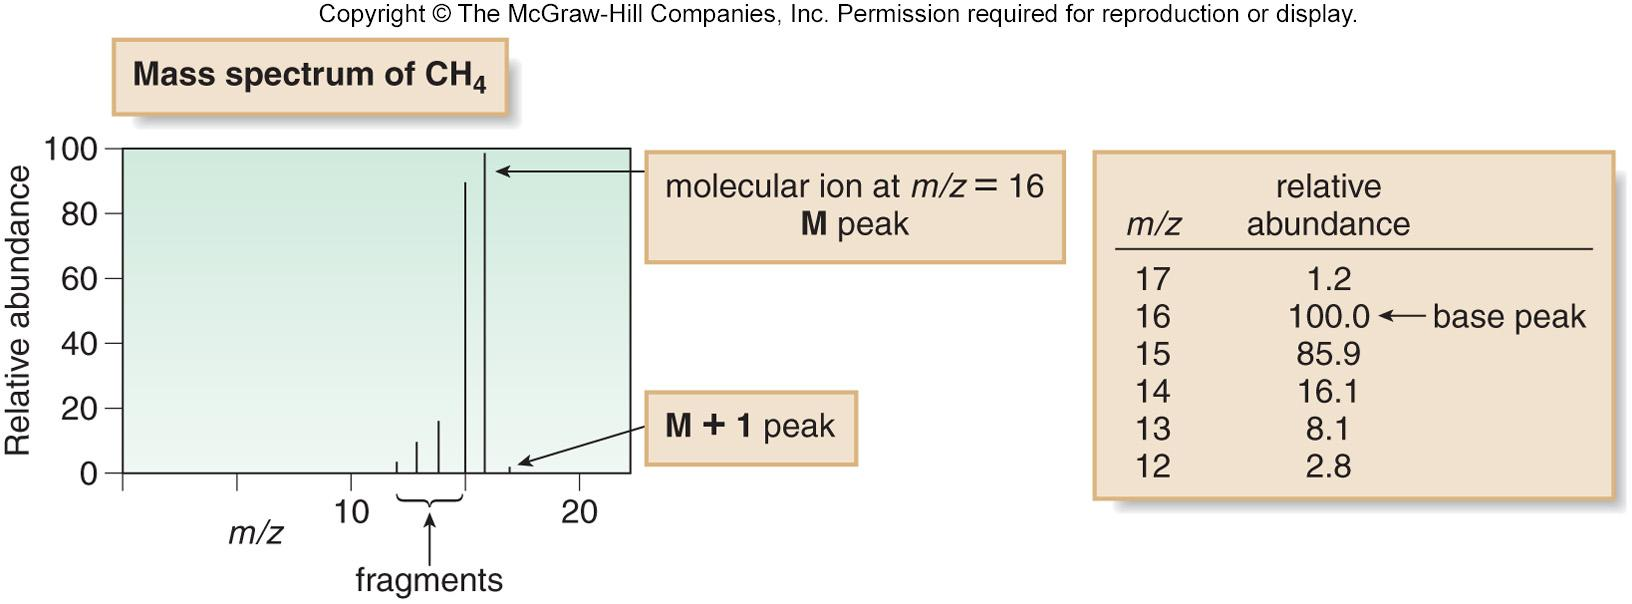 Copyright © The McGraw-Hill Companies, Inc. Permission required for reproduction or display.
Mass spectrum of CH₄
Relative abundance
100
80
60
40
20
0
10
20
m/z
fragments
molecular ion at m/z = 16
M peak
M + 1 peak
relative
m/z abundance
17 1.2
16 100.0 ← base peak
15 85.9
14 16.1
13 8.1
12 2.8